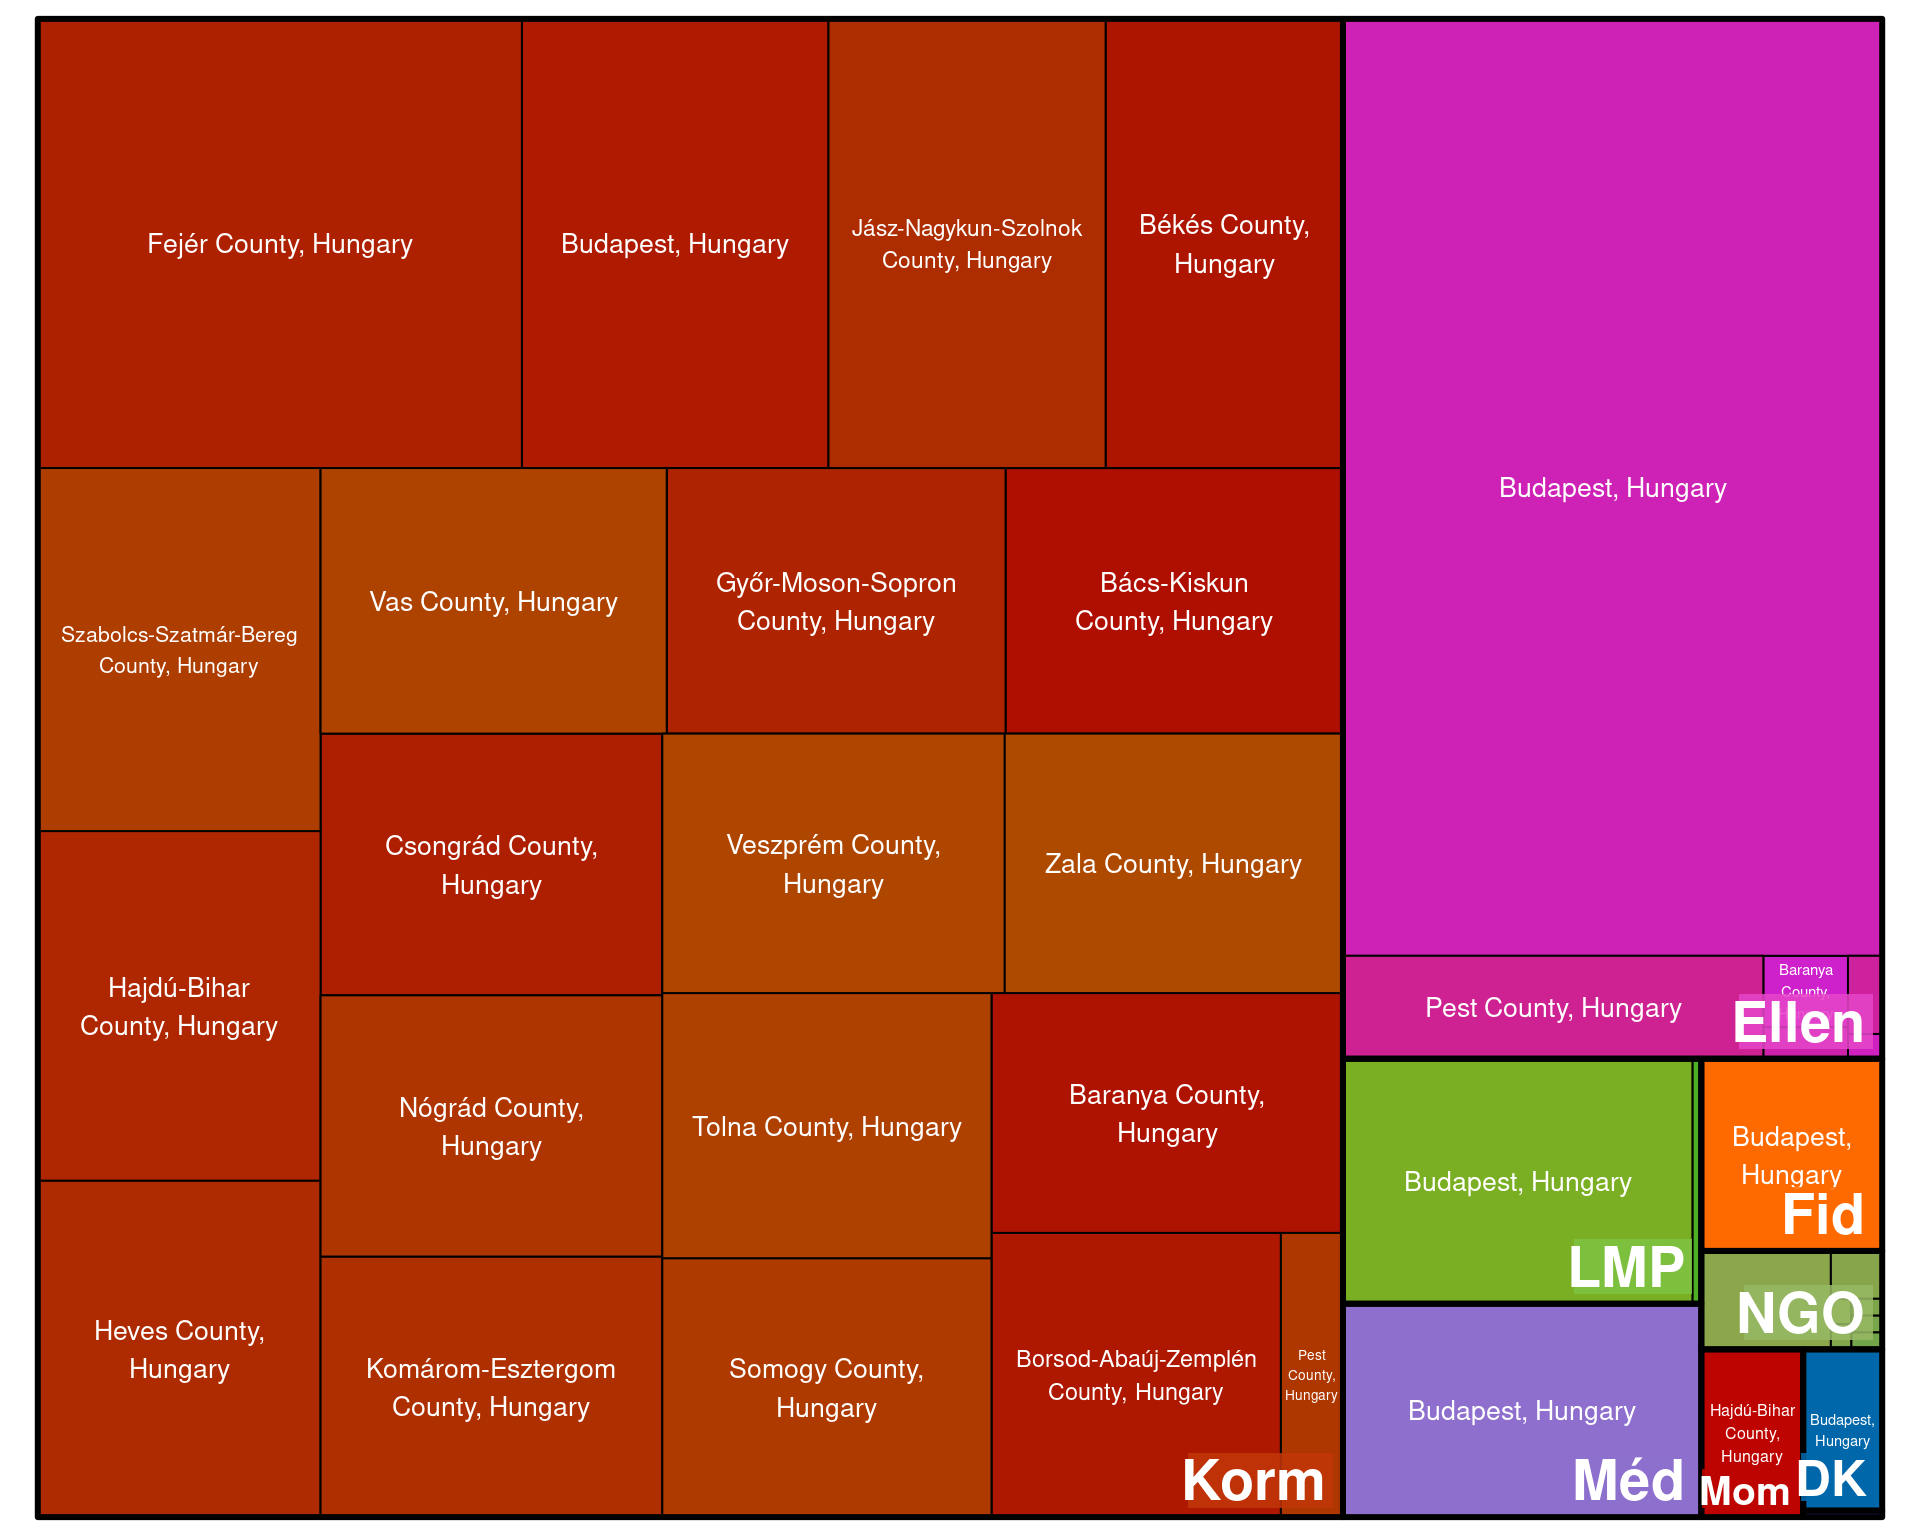 Fejér County, Hungary
Budapest, Hungary
Jász-Nagykun-Szolnok
County, Hungary
Békés County,
Hungary
Szabolcs-Szatmár-Bereg
County, Hungary
Vas County, Hungary
Győr-Moson-Sopron
County, Hungary
Bács-Kiskun
County, Hungary
Csongrád County,
Hungary
Veszprém County,
Hungary
Zala County, Hungary
Hajdú-Bihar
County, Hungary
Nógrád County,
Hungary
Tolna County, Hungary
Baranya County,
Hungary
Heves County,
Hungary
Komárom-Esztergom
County, Hungary
Somogy County,
Hungary
Borsod-Abaúj-Zemplén
County, Hungary
Pest
County,
Hungary
Korm
Budapest, Hungary
Pest County, Hungary
Baranya
County,
Ellen
Budapest, Hungary
LMP
Budapest,
Hungary
Fid
NGO
Budapest, Hungary
Méd
Hajdú-Bihar
County,
Hungary
Mom
Budapest,
Hungary
DK